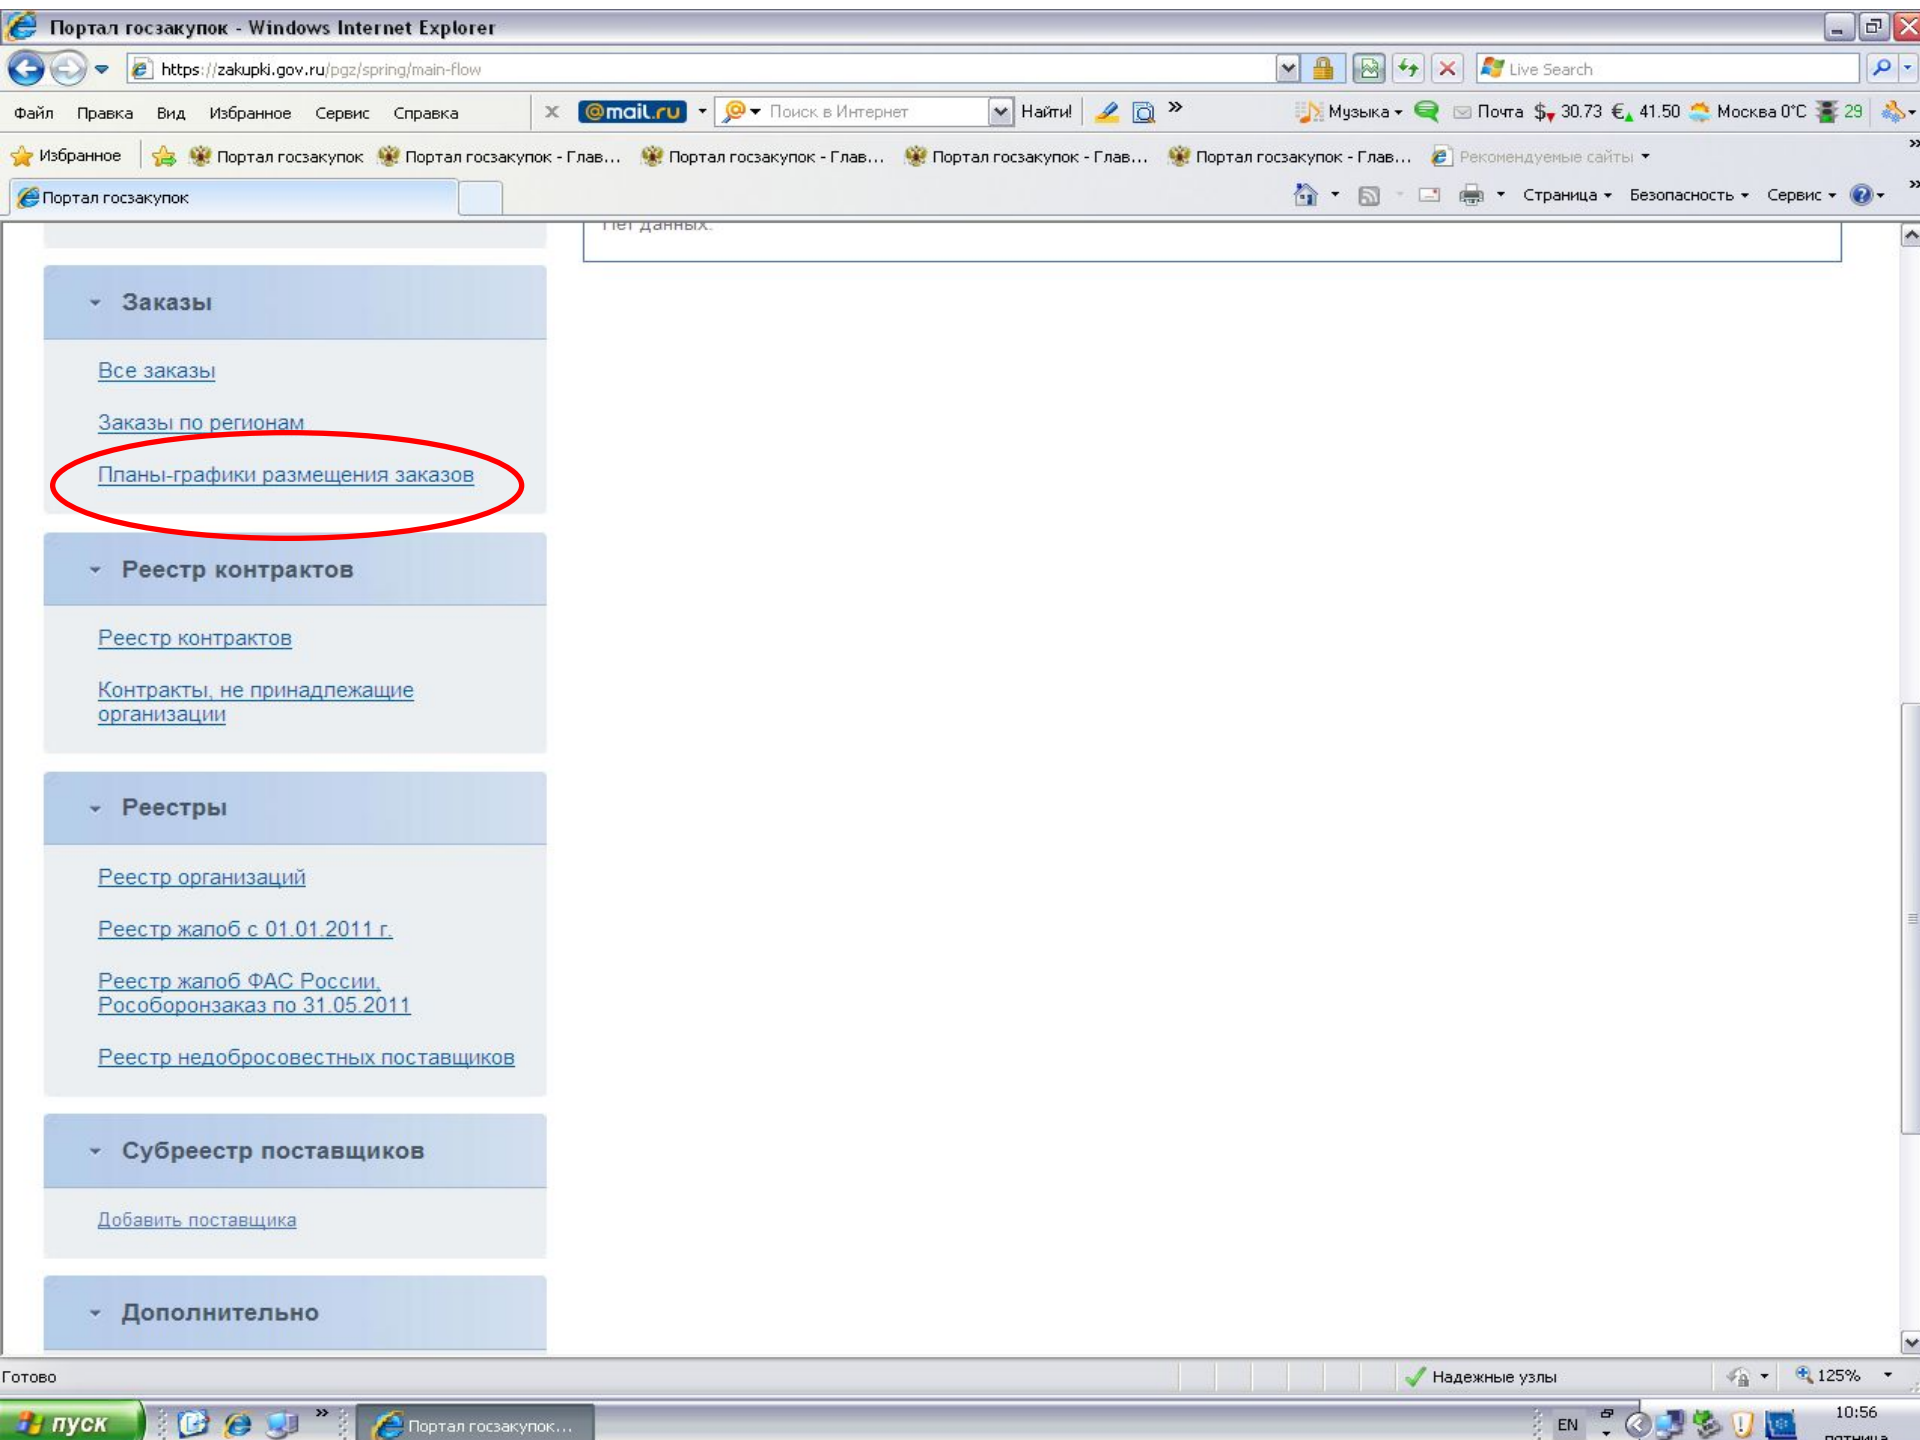 Портал госзакупок - Windows Internet Explorer
https://zakupki.gov.ru/pgz/spring/main-flow
Live Search
Файл Правка Вид Избранное Сервис Справка
x @mail.ru Поиск в Интернет Найти! » Музыка Почта $ 30.73 € 41.50 Москва 0°C 29
Избранное Портал госзакупок Портал госзакупок - Глав... Портал госзакупок - Глав... Портал госзакупок - Глав... Портал госзакупок - Глав... Рекомендуемые сайты »
Портал госзакупок
Страница Безопасность Сервис »
Нет данных.
Заказы
Все заказы
Заказы по регионам
Планы-графики размещения заказов
Реестр контрактов
Реестр контрактов
Контракты, не принадлежащие
организации
Реестры
Реестр организаций
Реестр жалоб с 01.01.2011 г.
Реестр жалоб ФАС России,
Рособоронзаказ по 31.05.2011
Реестр недобросовестных поставщиков
Субреестр поставщиков
Добавить поставщика
Дополнительно
Готово
Надежные узлы
125%
пуск » Портал госзакупок... EN 10:56
пятница